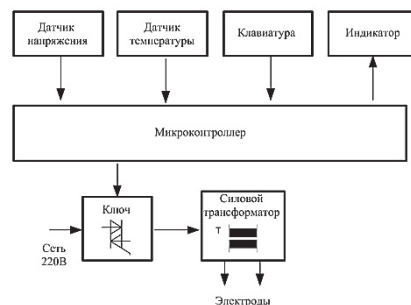 Датчик
напряжения
Датчик
температуры
Клавиатура
Индикатор
Микроконтроллер
Ключ
Силовой
трансформатор
Т
Сеть
220В
Электроды